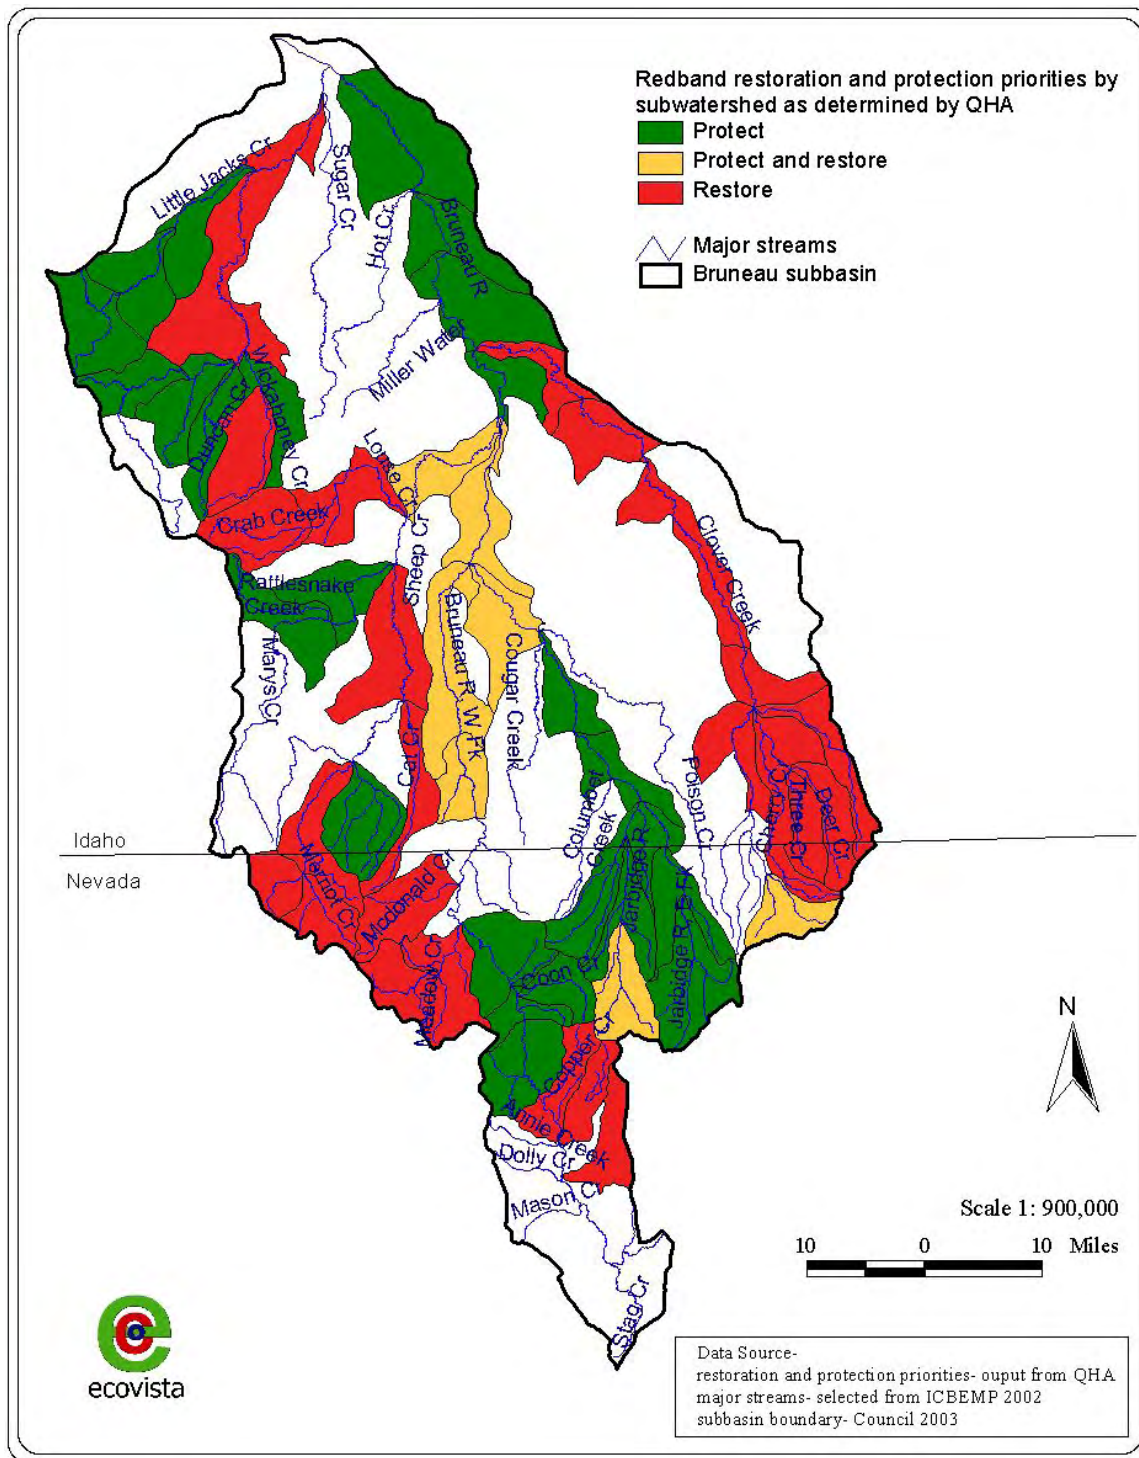 Redband restoration and protection priorities by
subwatershed as determined by QHA
Protect
Protect and restore
Restore
Major streams
Bruneau subbasin
Little Jacks Cr
Sugar Cr
Hot Cr
Bruneau R
Miller Water
Wickahoney Cr
Duncan Cr
Louse Cr
Crab Creek
Sheep Cr
Rattlesnake
Creek
Clover Creek
Marys Cr
Bruneau R, W Fk
Cougar Creek
Cat Cr
Columbet
Creek
Poison Cr
Cherry Cr
Three Cr
Deer Cr
Idaho
Nevada
Marriot Cr
Mcdonald Cr
Jarbidge R
Jarbidge R, E Fk
Meadow Cr
Coon Cr
Copper Cr
Annie Creek
Dolly Cr
Mason Cr
Stag Cr
N
Scale 1: 900,000
10 0 10 Miles
ecovista
Data Source-
restoration and protection priorities- ouput from QHA
major streams- selected from ICBEMP 2002
subbasin boundary- Council 2003